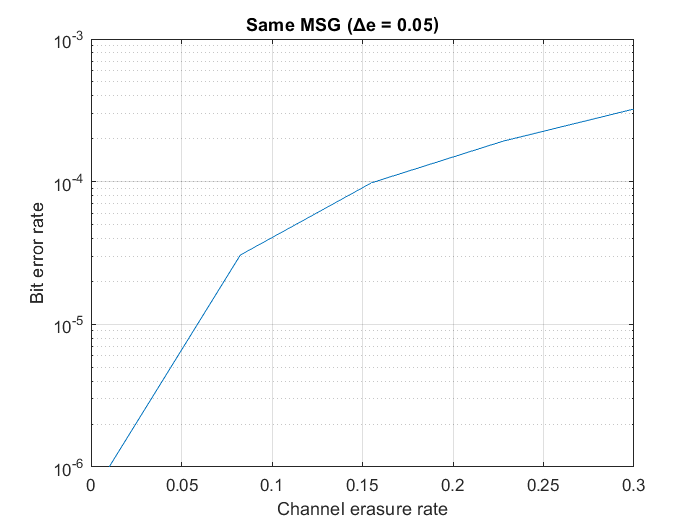 Same MSG (Δe = 0.05)
10-3
10-4
10-5
10-6
Bit error rate
0 0.05 0.1 0.15 0.2 0.25 0.3
Channel erasure rate